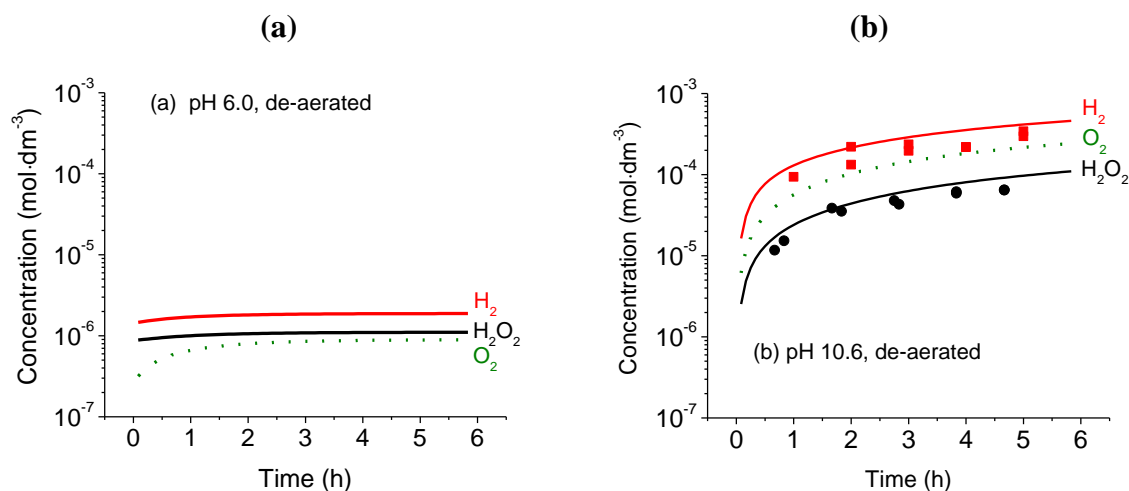 (a)
(b)
Concentration (mol·dm⁻³)
10⁻³
10⁻⁴
10⁻⁵
10⁻⁶
10⁻⁷
(a) pH 6.0, de-aerated
H₂
H₂O₂
O₂
0 1 2 3 4 5 6
Time (h)
Concentration (mol·dm⁻³)
10⁻³
10⁻⁴
10⁻⁵
10⁻⁶
10⁻⁷
H₂
O₂
H₂O₂
(b) pH 10.6, de-aerated
0 1 2 3 4 5 6
Time (h)